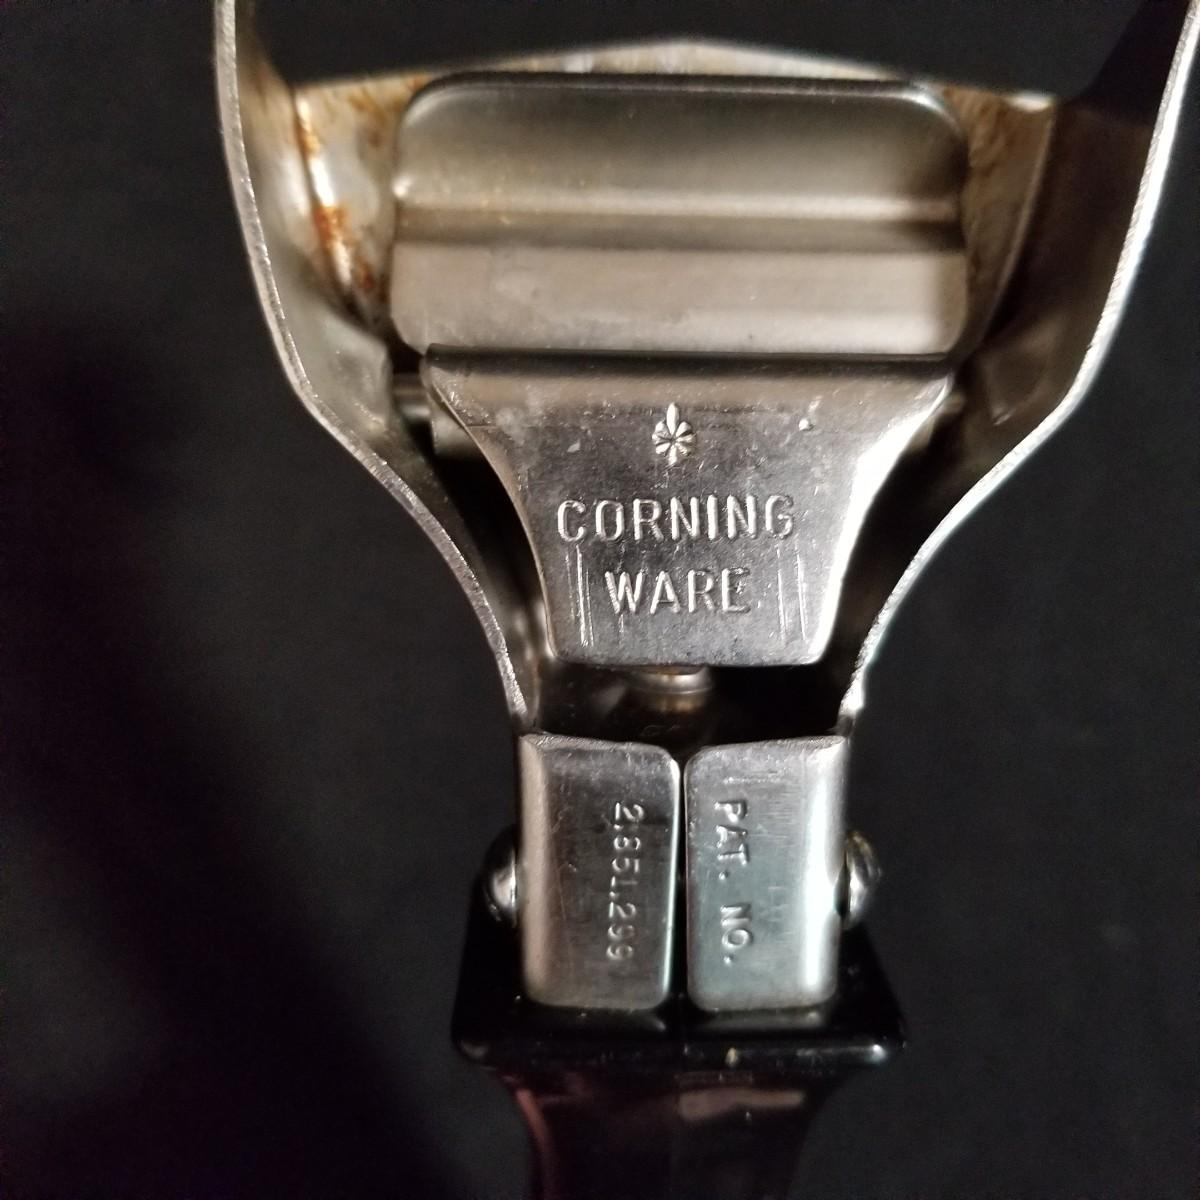 CORNING
WARE
PAT. NO.
2,851,299